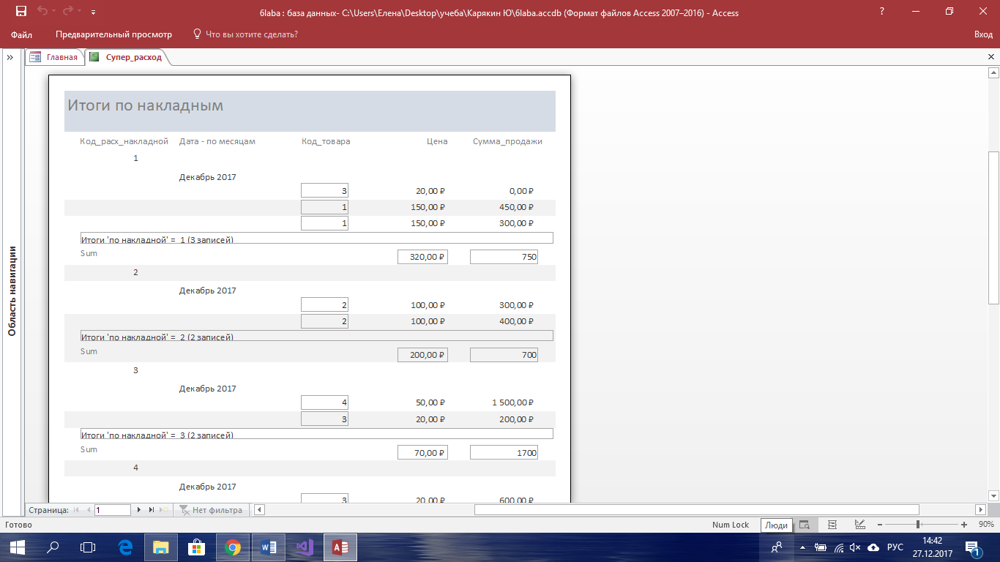 6laba : база данных- C:\Users\Елена\Desktop\учеба\Карякин Ю\6laba.accdb (Формат файлов Access 2007–2016) - Access
?
Файл Предварительный просмотр Что вы хотите сделать? Вход
» Главная Супер_расход
Область навигации
Итоги по накладным
Код_расх_накладной Дата - по месяцам Код_товара Цена Сумма_продажи
1
Декабрь 2017
3 20,00 ₽ 0,00 ₽
1 150,00 ₽ 450,00 ₽
1 150,00 ₽ 300,00 ₽
Итоги 'по накладной' = 1 (3 записей)
Sum 320,00 ₽ 750
2
Декабрь 2017
2 100,00 ₽ 300,00 ₽
2 100,00 ₽ 400,00 ₽
Итоги 'по накладной' = 2 (2 записей)
Sum 200,00 ₽ 700
3
Декабрь 2017
4 50,00 ₽ 1 500,00 ₽
3 20,00 ₽ 200,00 ₽
Итоги 'по накладной' = 3 (2 записей)
Sum 70,00 ₽ 1700
4
Декабрь 2017
3 20,00 ₽ 600,00 ₽
Страница: 1 Нет фильтра
Готово Num Lock Люди 90%
РУС 14:42
27.12.2017 1